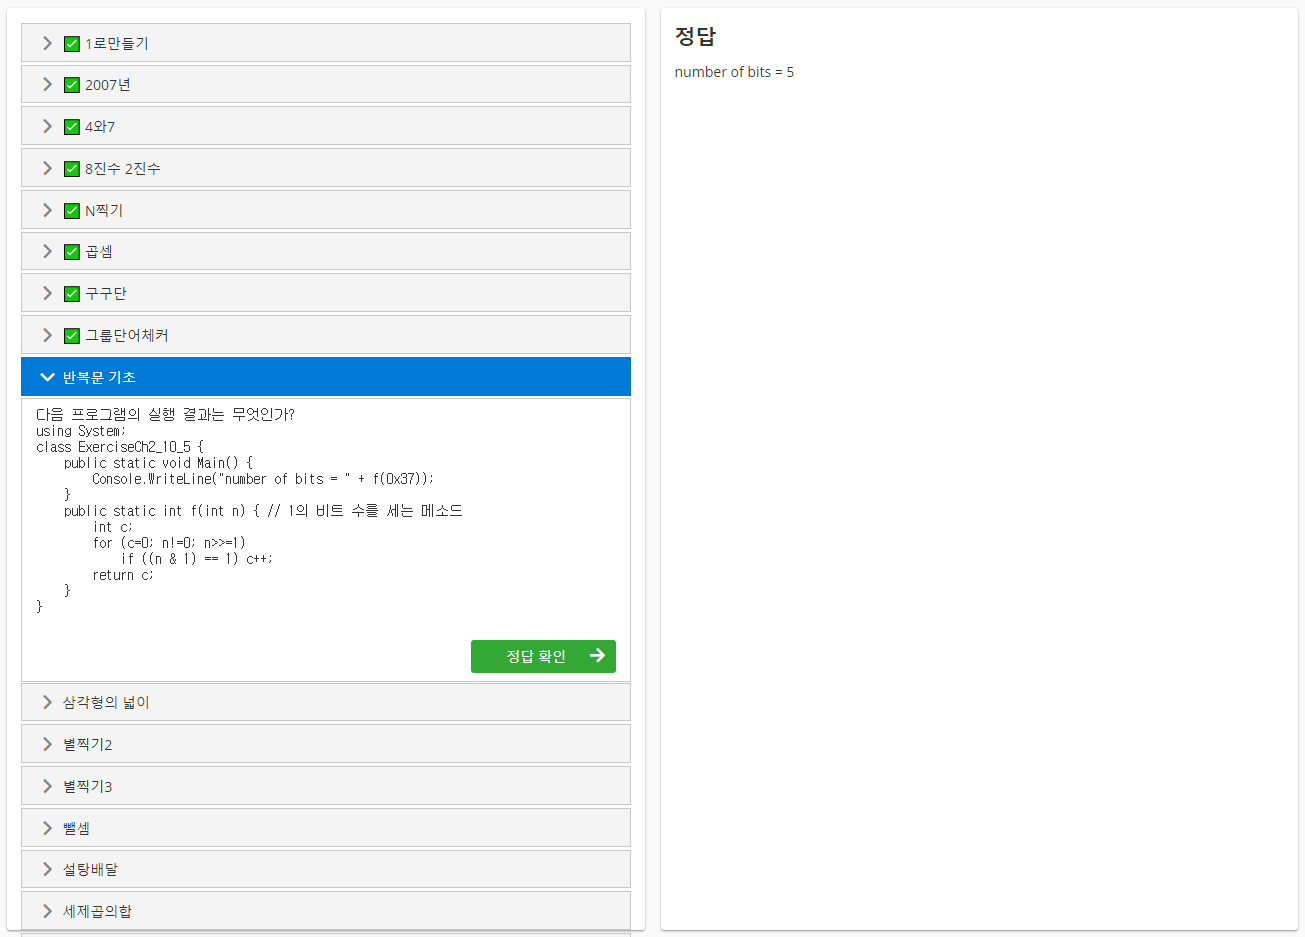 1로만들기
2007년
4와7
8진수 2진수
N찍기
곱셈
구구단
그룹단어체커
반복문 기초
다음 프로그램의 실행 결과는 무엇인가?
using System;
class ExerciseCh2_10_5 {
    public static void Main() {
        Console.WriteLine("number of bits = " + f(0x37));
    }
    public static int f(int n) { // 1의 비트 수를 세는 메소드
        int c;
        for (c=0; n!=0; n>>=1)
            if ((n & 1) == 1) c++;
        return c;
    }
}
정답 확인
삼각형의 넓이
별찍기2
별찍기3
뺄셈
설탕배달
세제곱의합
정답
number of bits = 5